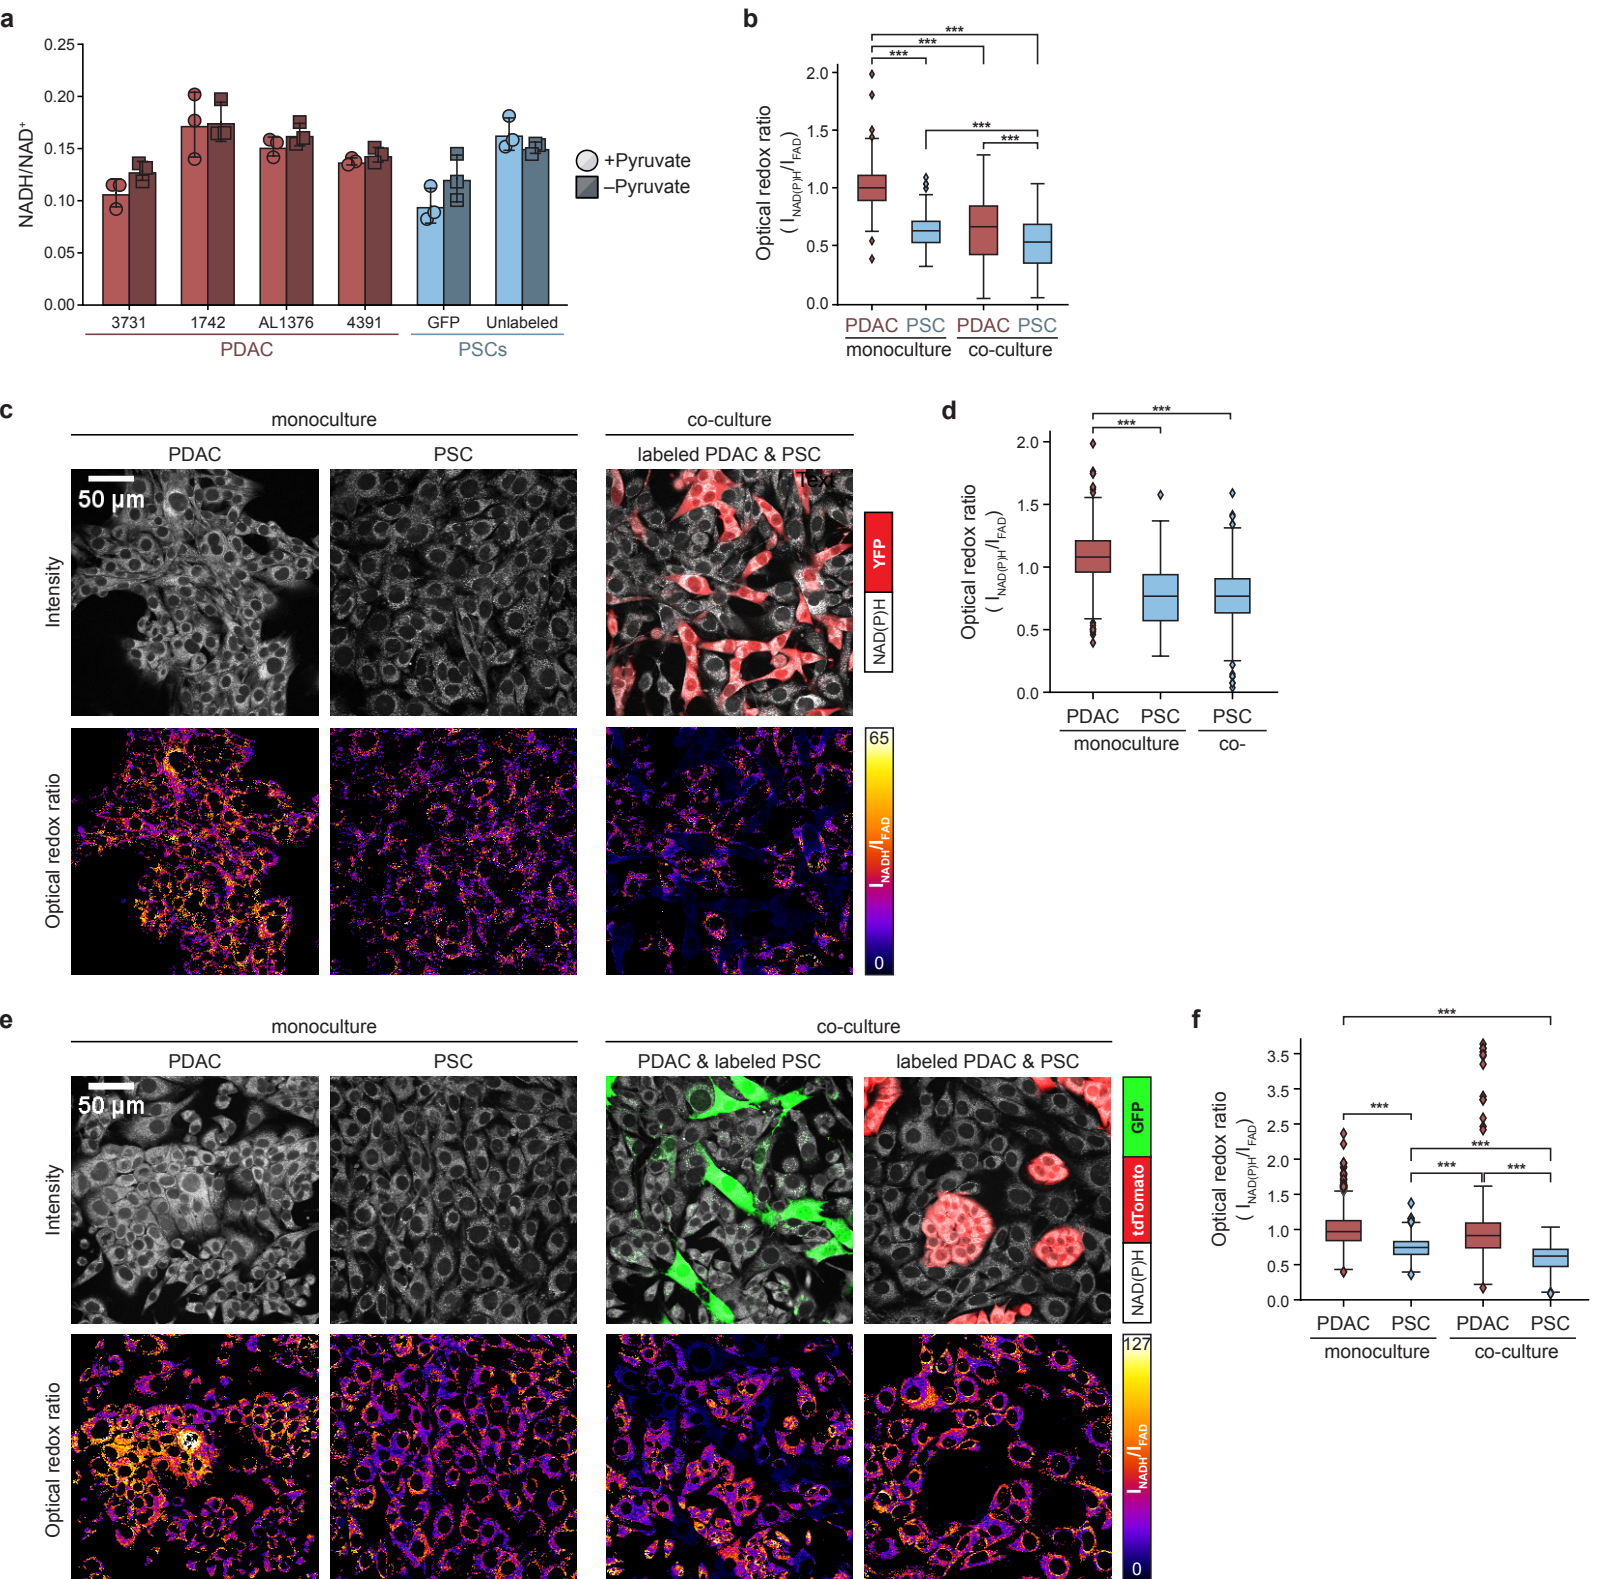 a
0.25
0.20
0.15
0.10
0.05
0.00
NADH/NAD+
3731
1742
AL1376
4391
GFP
Unlabeled
PDAC
PSCs
+Pyruvate
–Pyruvate
b
***
***
***
***
***
2.0
1.5
1.0
0.5
0.0
Optical redox ratio
( INAD(P)H/IFAD)
PDAC PSC PDAC PSC
monoculture co-culture
c
monoculture
co-culture
PDAC
PSC
labeled PDAC & PSC
50 µm
Text
Intensity
YFP
NAD(P)H
Optical redox ratio
65
INADH/IFAD
0
d
***
***
2.0
1.5
1.0
0.5
0.0
Optical redox ratio
( INAD(P)H/IFAD)
PDAC PSC PSC
monoculture co-
e
monoculture
co-culture
PDAC
PSC
PDAC & labeled PSC
labeled PDAC & PSC
50 µm
Intensity
GFP
tdTomato
NAD(P)H
Optical redox ratio
127
INADH/IFAD
0
f
***
***
***
***
***
3.5
3.5
2.5
2.0
1.5
1.0
0.5
0.0
Optical redox ratio
( INAD(P)H/IFAD)
PDAC PSC PDAC PSC
monoculture co-culture